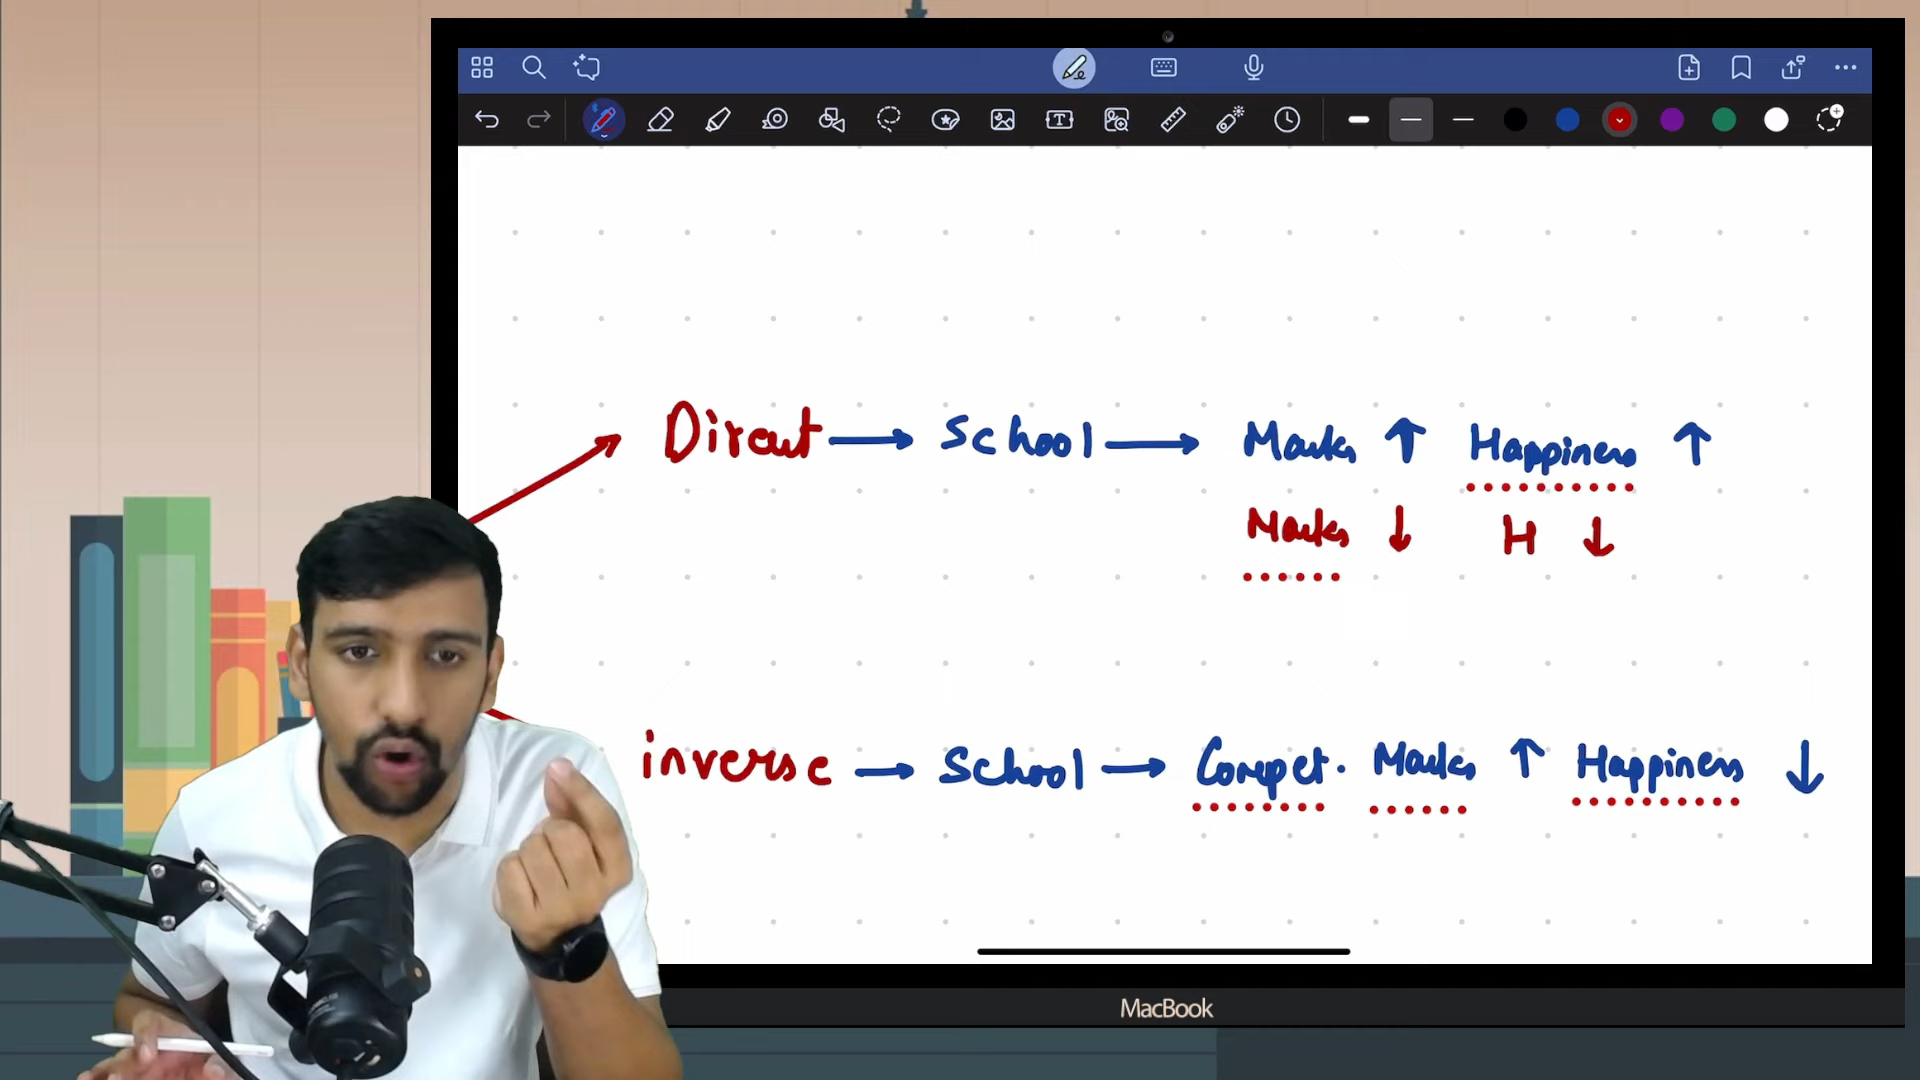 Direct → School → Marks ↑ Happiness ↑
Marks ↓ H ↓
inverse → School → Compet. Marks ↑ Happiness ↓
MacBook